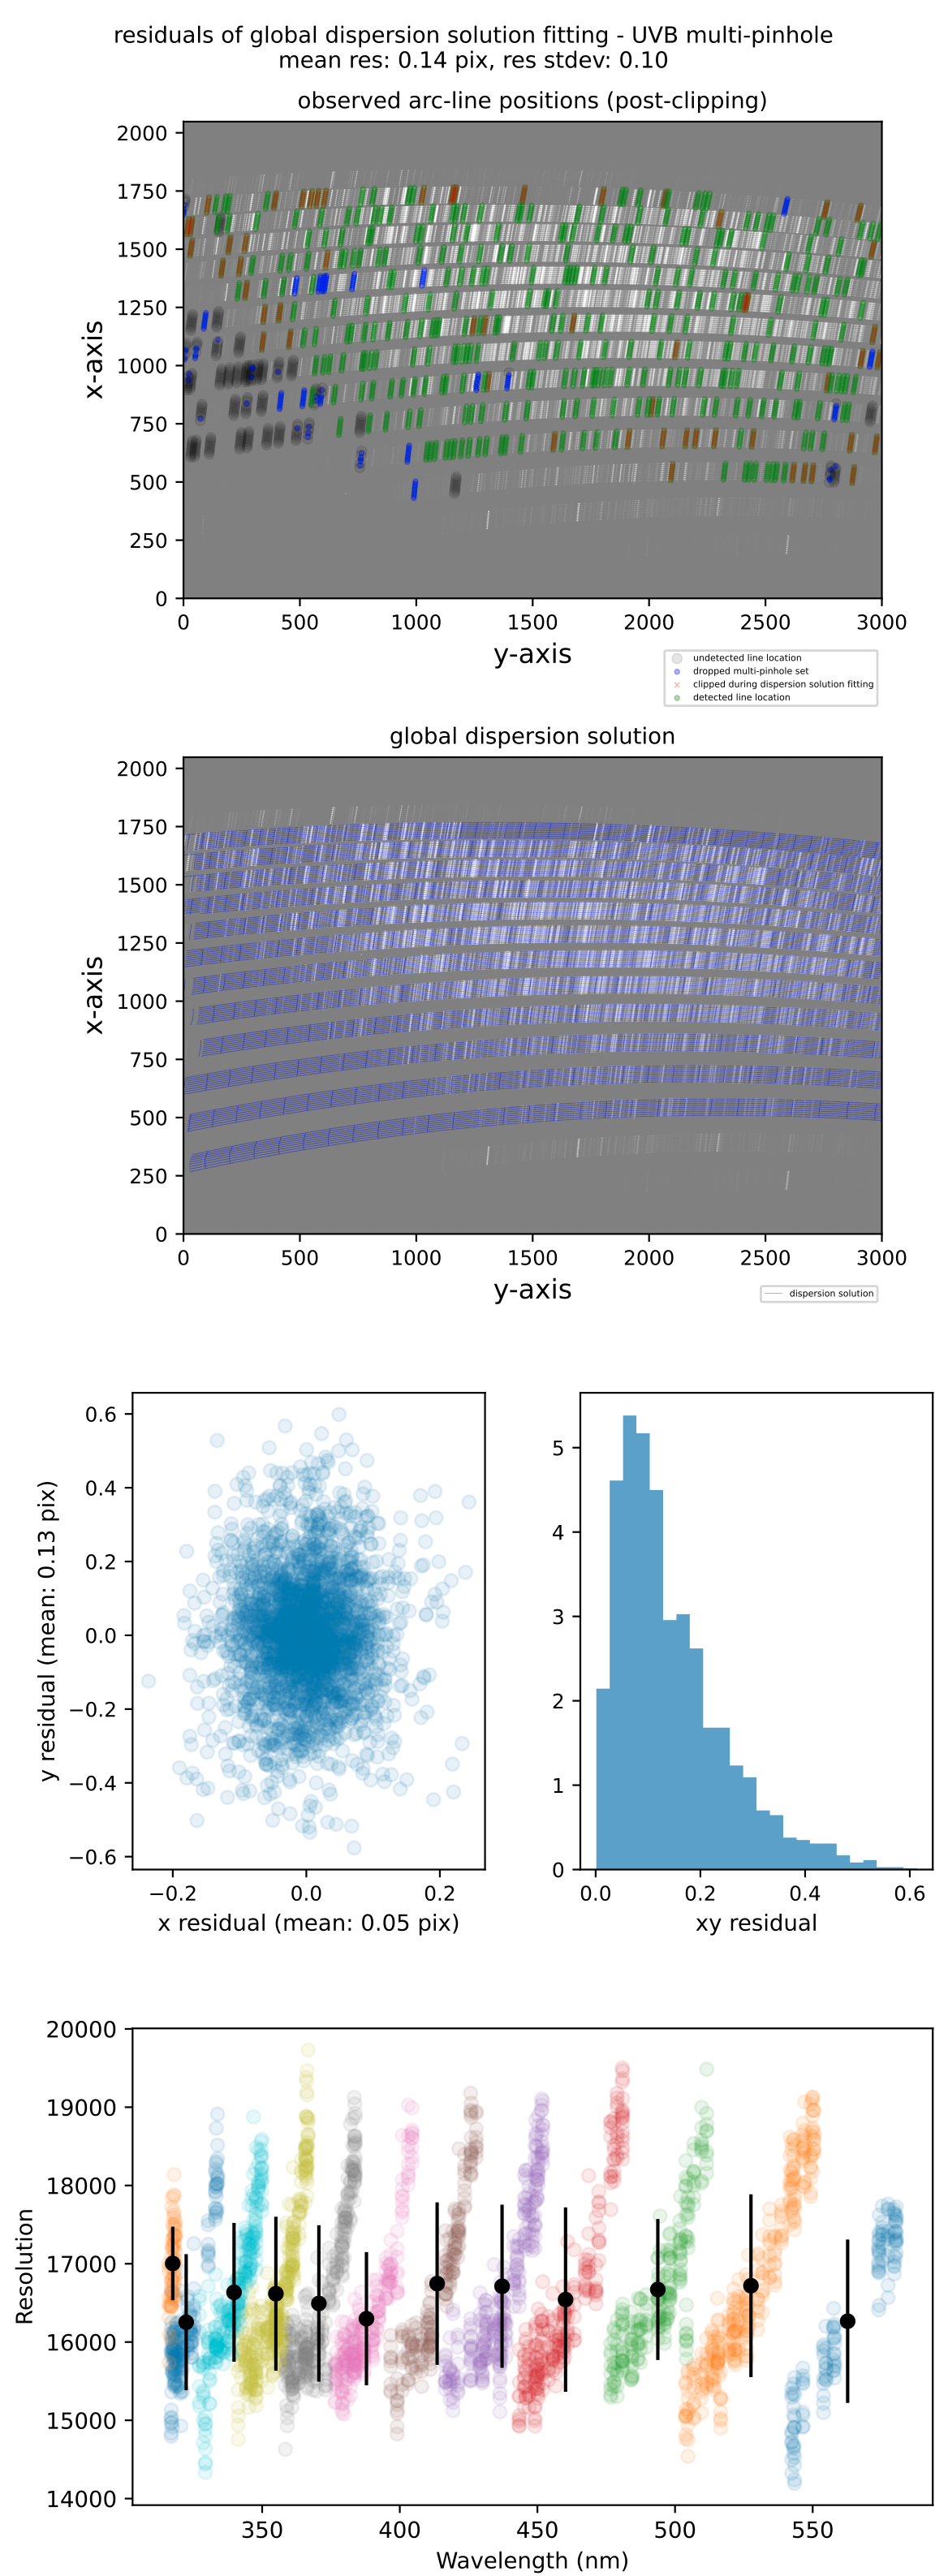 residuals of global dispersion solution fitting - UVB multi-pinhole
mean res: 0.14 pix, res stdev: 0.10
observed arc-line positions (post-clipping)
2000
1750
1500
1250
1000
750
500
250
0
x-axis
0 500 1000 1500 2000 2500 3000
y-axis
undetected line location
dropped multi-pinhole set
clipped during dispersion solution fitting
detected line location
global dispersion solution
2000
1750
1500
1250
1000
750
500
250
0
x-axis
0 500 1000 1500 2000 2500 3000
y-axis
dispersion solution
0.6
0.4
0.2
0.0
−0.2
−0.4
−0.6
y residual (mean: 0.13 pix)
−0.2 0.0 0.2
x residual (mean: 0.05 pix)
5
4
3
2
1
0
0.0 0.2 0.4 0.6
xy residual
20000
19000
18000
17000
16000
15000
14000
Resolution
350 400 450 500 550
Wavelength (nm)